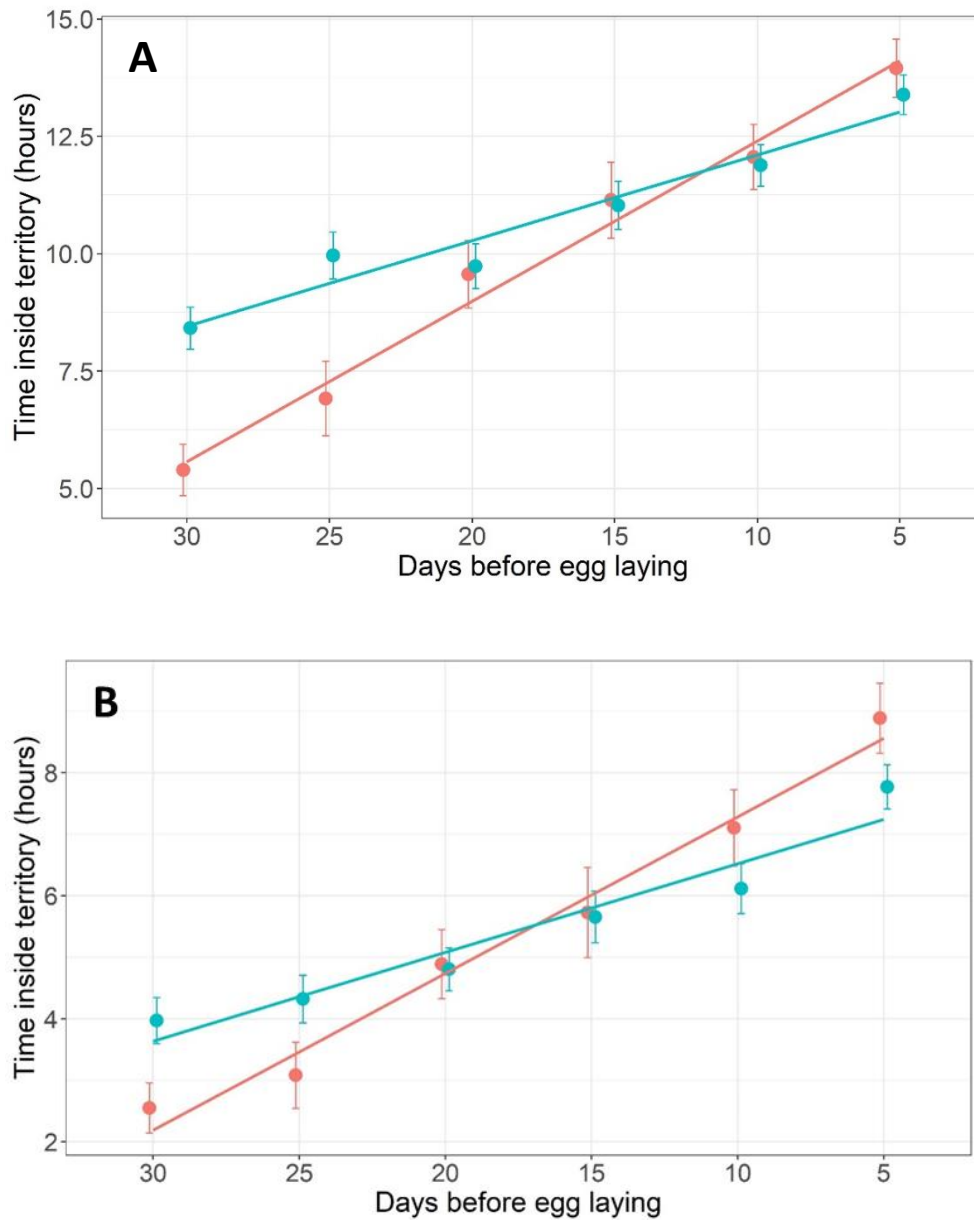 A
15.0
12.5
10.0
7.5
5.0
Time inside territory (hours)
30 25 20 15 10 5
Days before egg laying
B
8
6
4
2
Time inside territory (hours)
30 25 20 15 10 5
Days before egg laying